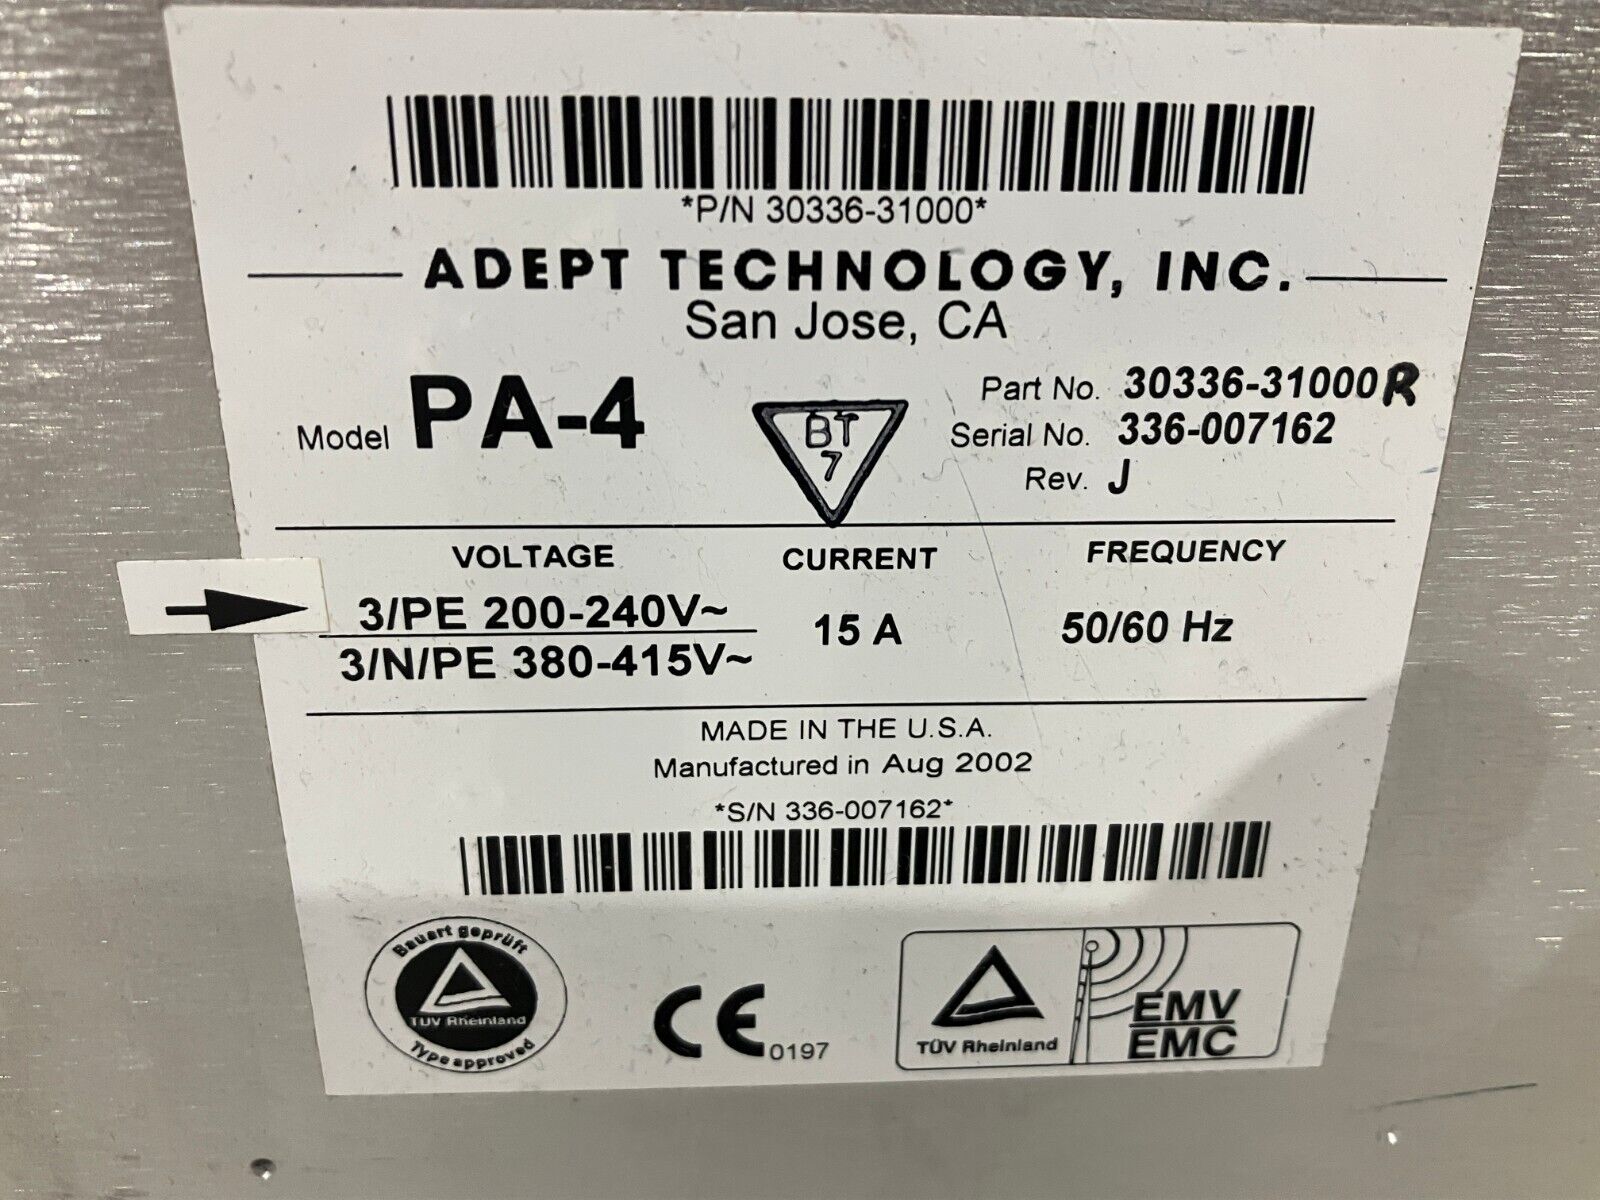 *P/N 30336-31000*
ADEPT TECHNOLOGY, INC.
San Jose, CA
Model PA-4
BT
7
Part No. 30336-31000R
Serial No. 336-007162
Rev. J
VOLTAGE CURRENT FREQUENCY
3/PE 200-240V~
3/N/PE 380-415V~
15 A
50/60 Hz
MADE IN THE U.S.A.
Manufactured in Aug 2002
*S/N 336-007162*
Bauart geprüft
TÜV Rheinland
Type approved
CE 0197
TÜV Rheinland
EMV
EMC